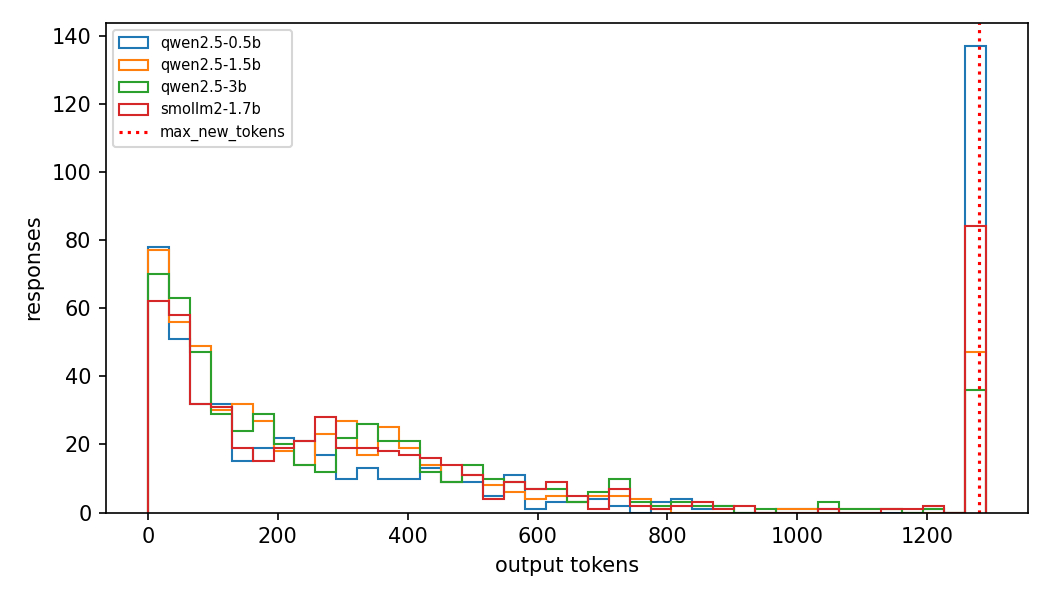 qwen2.5-0.5b
qwen2.5-1.5b
qwen2.5-3b
smollm2-1.7b
max_new_tokens
responses
140
120
100
80
60
40
20
0
0 200 400 600 800 1000 1200
output tokens